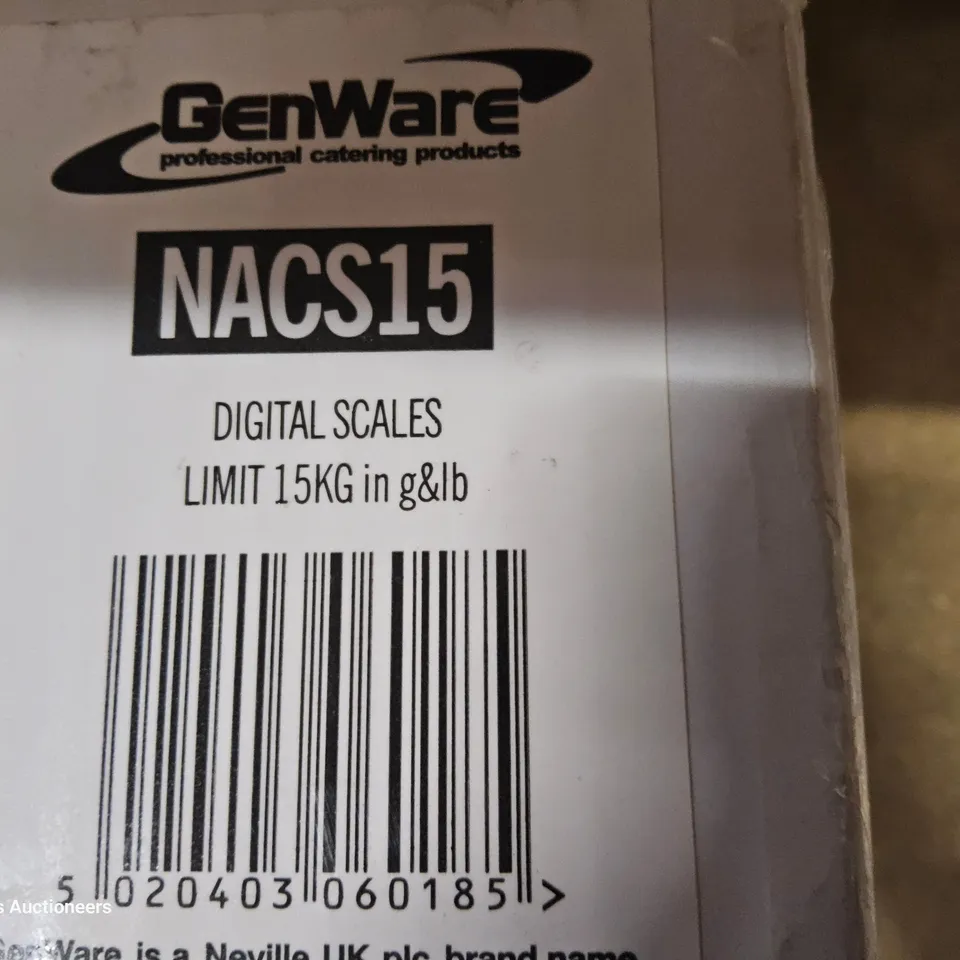 GenWare
professional catering products
NACS15
DIGITAL SCALES
LIMIT 15KG in g&lb
5 020403 060185 >
Auctioneers
GenWare is a Neville UK plc brand name